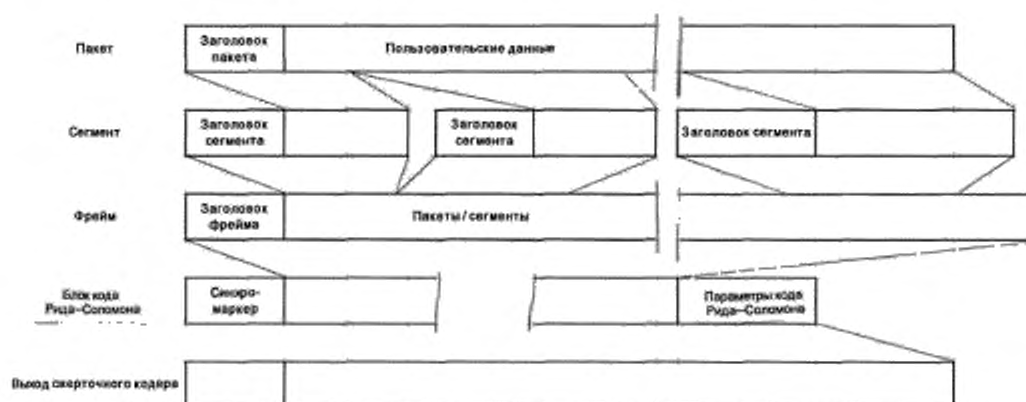 Пакет
Заголовок
пакета
Пользовательские данные
Сегмент
Заголовок
сегмента
Заголовок
сегмента
Заголовок сегмента
Фрейм
Заголовок
фрейма
Пакеты / сегменты
Блок кода
Рида–Соломона
Синхро-
маркер
Параметры кода
Рида–Соломона
Выход сверточного кодера